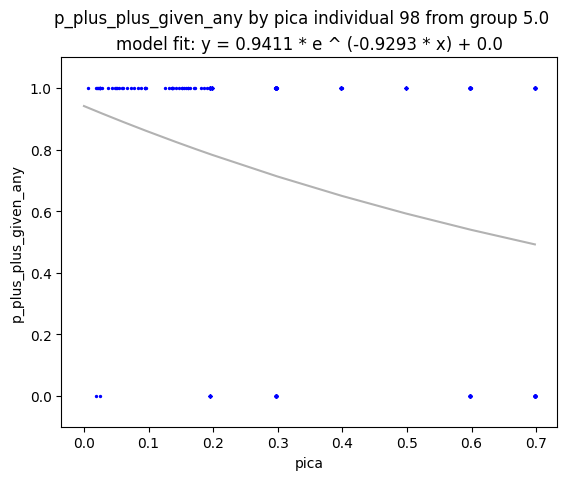 p_plus_plus_given_any by pica individual 98 from group 5.0
model fit: y = 0.9411 * e ^ (-0.9293 * x) + 0.0
1.0
0.8
0.6
0.4
0.2
0.0
p_plus_plus_given_any
0.0 0.1 0.2 0.3 0.4 0.5 0.6 0.7
pica